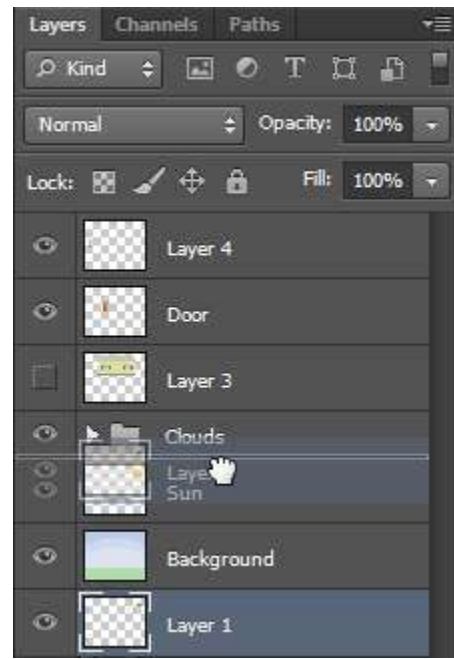 Layers Channels Paths
Kind T
Normal Opacity: 100%
Lock: Fill: 100%
Layer 4
Door
Layer 3
Clouds
Sun
Background
Layer 1